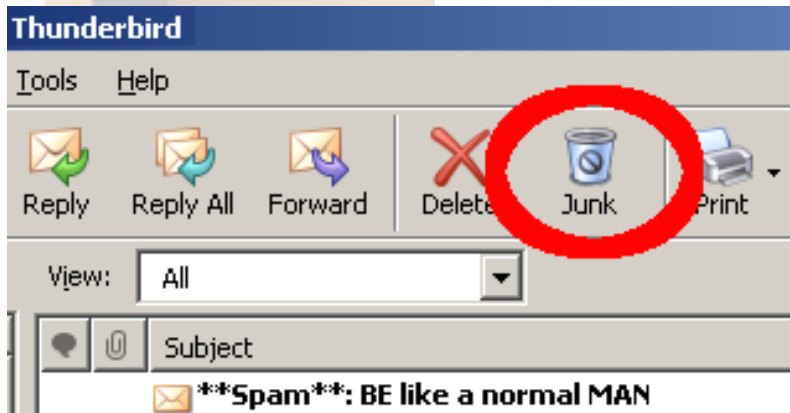 Thunderbird
Tools Help
Reply Reply All Forward Delete Junk Print
View: All
Subject
**Spam**: BE like a normal MAN